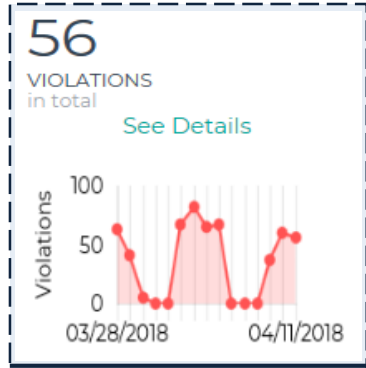 56
VIOLATIONS
in total
See Details
Violations
100
50
0
03/28/2018 04/11/2018